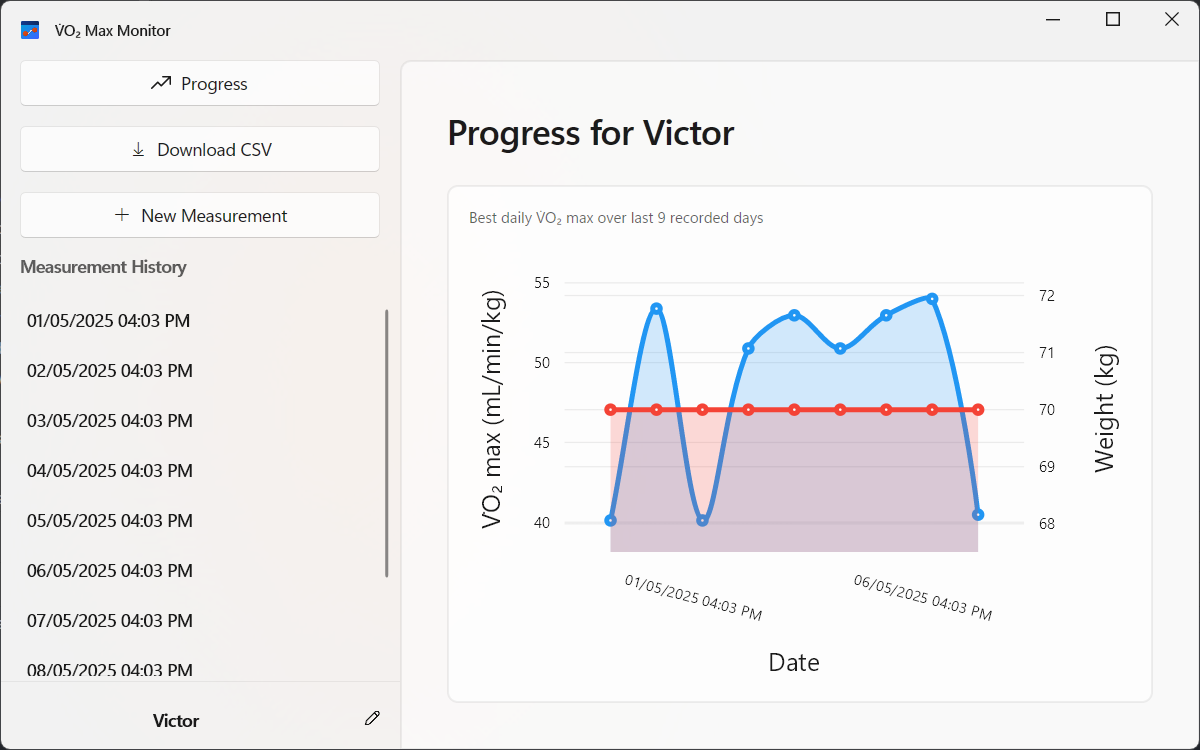 V̇O₂ Max Monitor
Progress
Download CSV
New Measurement
Measurement History
01/05/2025 04:03 PM
02/05/2025 04:03 PM
03/05/2025 04:03 PM
04/05/2025 04:03 PM
05/05/2025 04:03 PM
06/05/2025 04:03 PM
07/05/2025 04:03 PM
08/05/2025 04:03 PM
Victor
Progress for Victor
Best daily V̇O₂ max over last 9 recorded days
V̇O₂ max (mL/min/kg)
55
50
45
40
72
71
70
69
68
Weight (kg)
01/05/2025 04:03 PM
06/05/2025 04:03 PM
Date